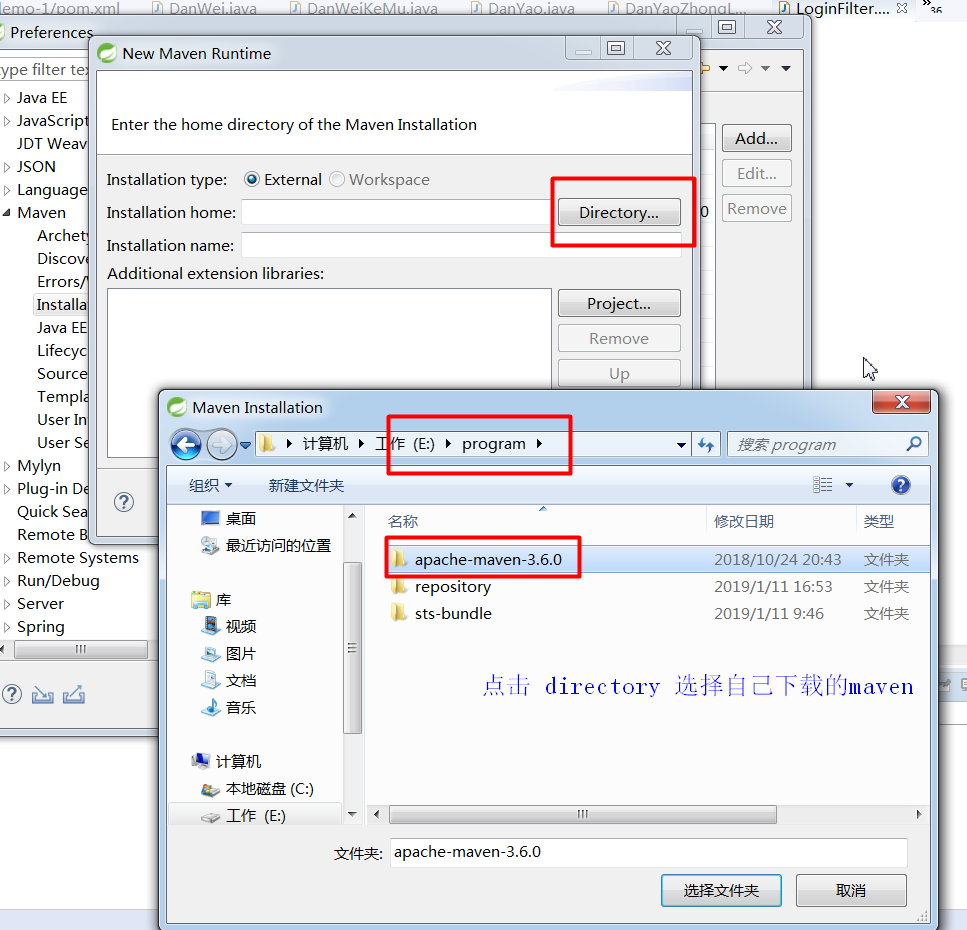 lemo-1/pom.xml DanWei.java DanWeiKeMu.java DanYao.java DanYaoZhongL... LoginFilter.... »36
Preferences
New Maven Runtime
type filter tex
Enter the home directory of the Maven Installation
Java EE
JavaScript
Add...
JDT Weav
JSON
Edit...
Installation type: External Workspace
Language
Remove
Maven
Installation home: Directory... 0
Archety
Installation name:
Discove
Additional extension libraries:
Errors/W
Installa
Project...
Java EE
Remove
Lifecyc
Source
Up
Templa
User In
User Se
Mylyn
Plug-in De
Quick Sea
Remote B
Remote Systems
Run/Debug
Server
Spring
Maven Installation
计算机 工作 (E:) program
搜索 program
组织 新建文件夹
名称 修改日期 类型
桌面
最近访问的位置
库
视频
图片
文档
音乐
计算机
本地磁盘 (C:)
工作 (E:)
apache-maven-3.6.0 2018/10/24 20:43 文件夹
repository 2019/1/11 16:53 文件夹
sts-bundle 2019/1/11 9:46 文件夹
点击 directory 选择自己下载的maven
文件夹: apache-maven-3.6.0
选择文件夹 取消